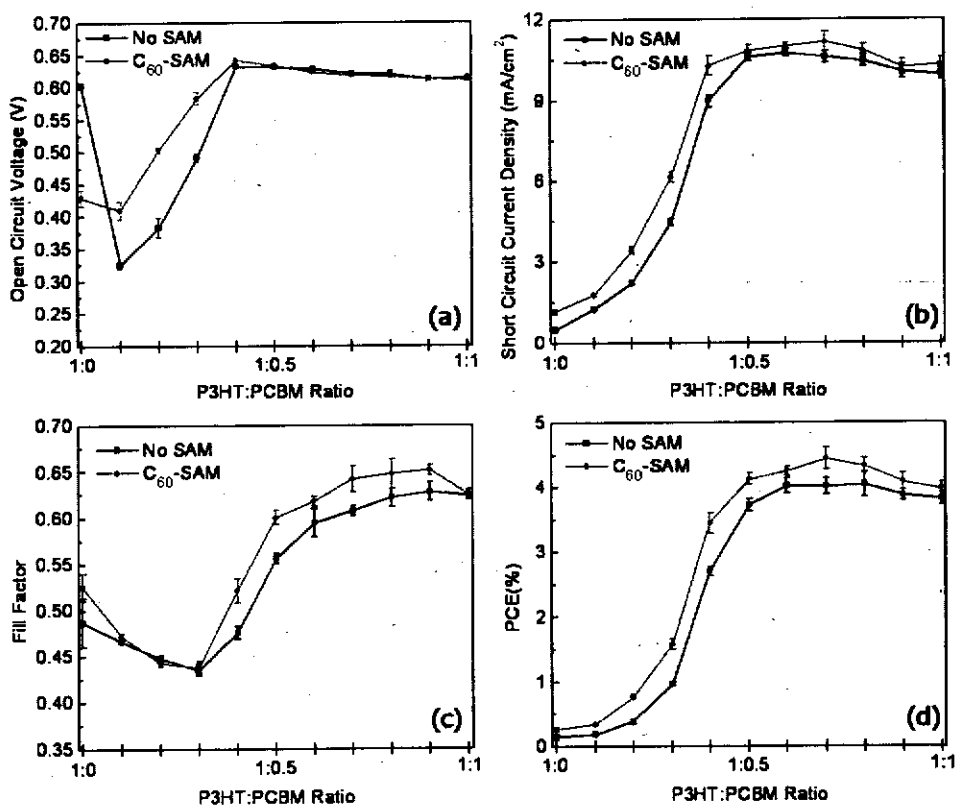 0.70
0.65
0.60
0.55
0.50
0.45
0.40
0.35
0.30
0.25
0.20
Open Circuit Voltage (V)
No SAM
C₆₀-SAM
(a)
1:0
1:0.5
1:1
P3HT:PCBM Ratio
12
9
6
3
0
Short Circuit Current Density (mA/cm²)
No SAM
C₆₀-SAM
(b)
1:0
1:0.5
1:1
P3HT:PCBM Ratio
0.70
0.65
0.60
0.55
0.50
0.45
0.40
0.35
Fill Factor
No SAM
C₆₀-SAM
(c)
1:0
1:0.5
1:1
P3HT:PCBM Ratio
5
4
3
2
1
0
PCE(%)
No SAM
C₆₀-SAM
(d)
1:0
1:0.5
1:1
P3HT:PCBM Ratio